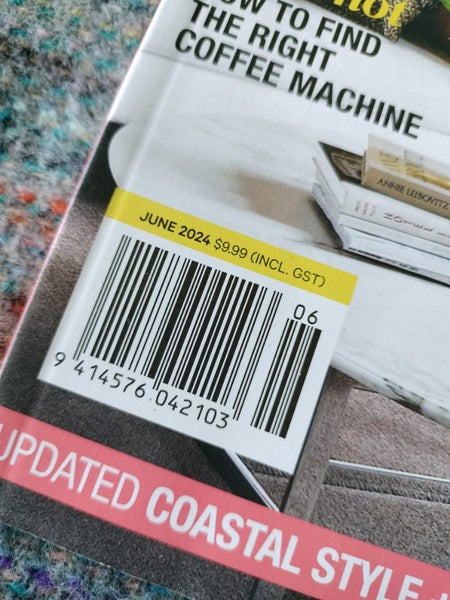 hot
HOW TO FIND
THE RIGHT
COFFEE MACHINE
ANNIE LEIBOVITZ
JUNE 2024 $9.99 (INCL. GST)
06
9 414576 042103
UPDATED COASTAL STYLE